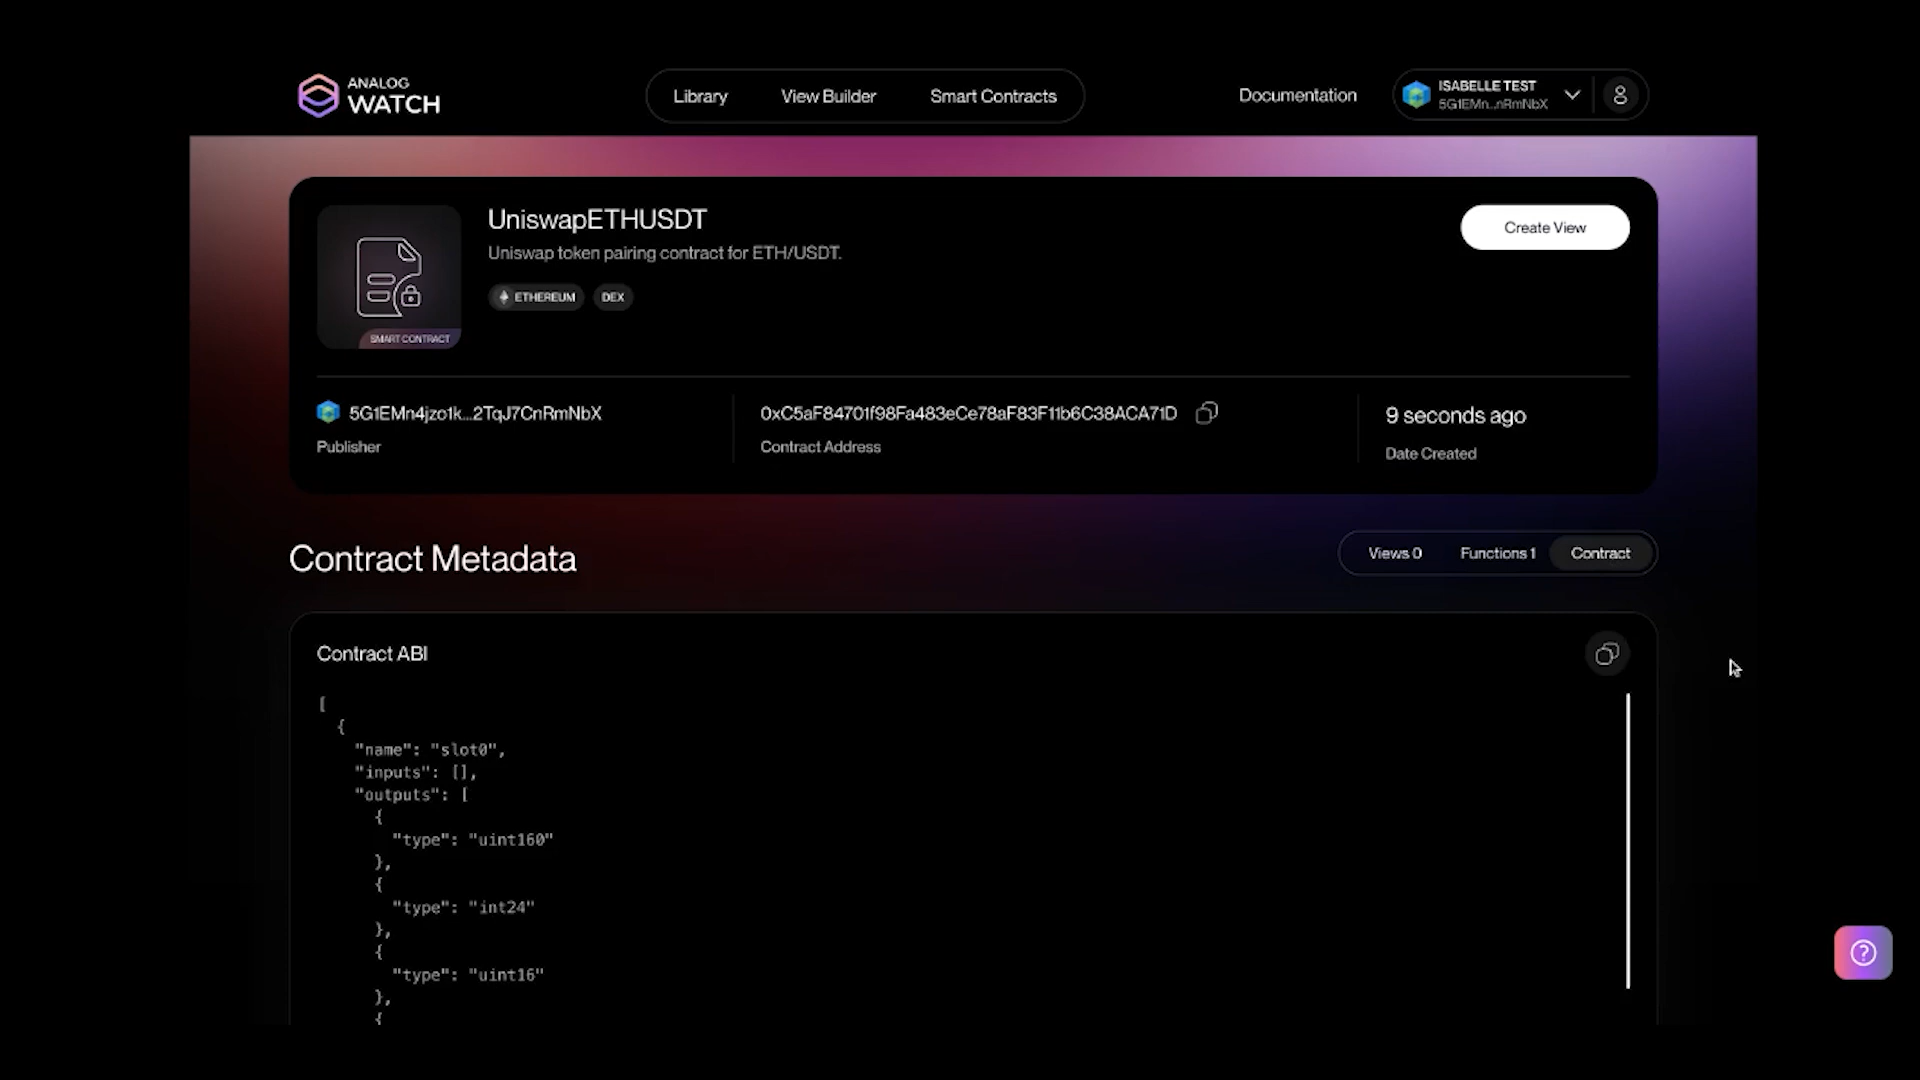 ANALOG
WATCH
Library
View Builder
Smart Contracts
Documentation
ISABELLE TEST
5G1EMn...nRmNbX
UniswapETHUSDT
Uniswap token pairing contract for ETH/USDT.
ETHEREUM
DEX
SMART CONTRACT
Create View
5G1EMn4jzo1k...2TqJ7CnRmNbX
Publisher
0xC5aF84701f98Fa483eCe78aF83F11b6C38ACA71D
Contract Address
9 seconds ago
Date Created
Contract Metadata
Views 0
Functions 1
Contract
Contract ABI
[
{
"name": "slot0",
"inputs": [],
"outputs": [
{
"type": "uint160"
},
{
"type": "int24"
},
{
"type": "uint16"
},
{